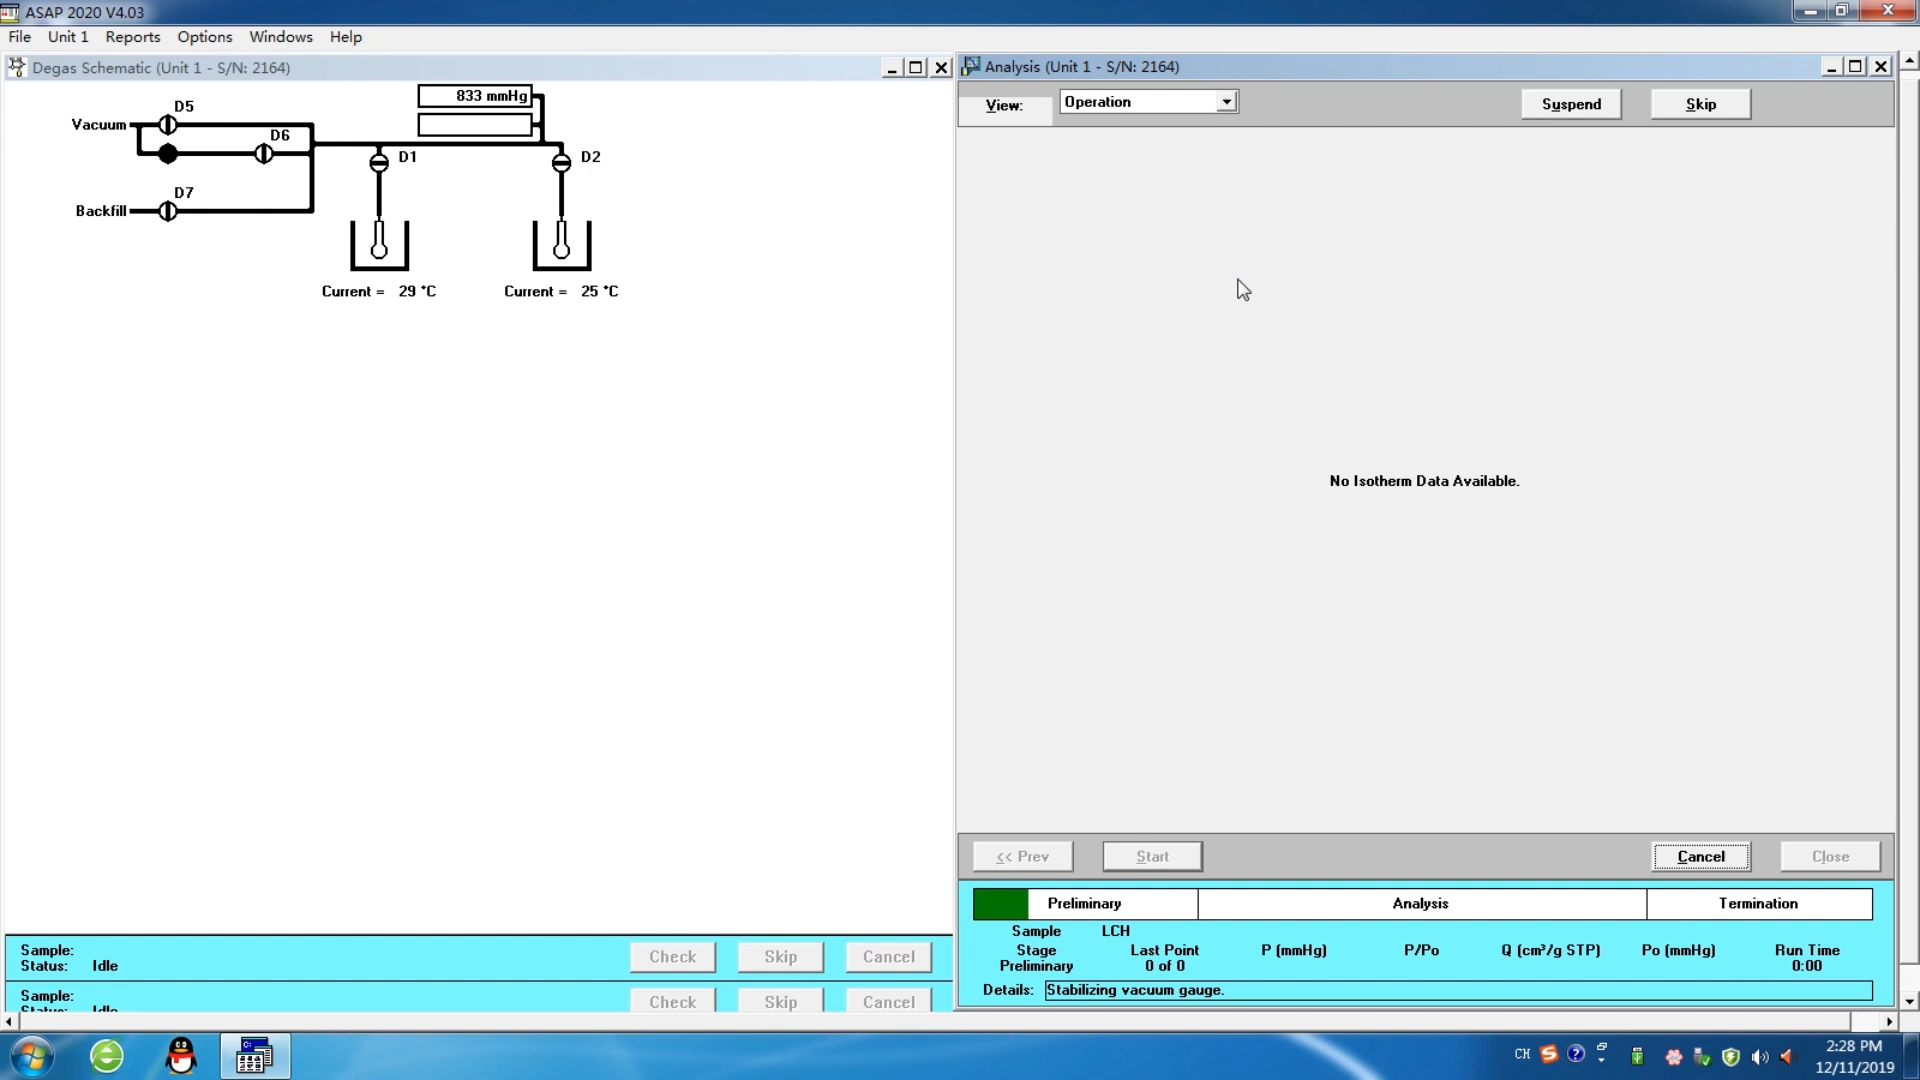 ASAP 2020 V4.03
File Unit 1 Reports Options Windows Help
Degas Schematic (Unit 1 - S/N: 2164)
833 mmHg
D5
Vacuum
D6
D1
D2
D7
Backfill
Current = 29 °C
Current = 25 °C
Sample:
Status: Idle
Check Skip Cancel
Sample:
Status: Idle
Check Skip Cancel
Analysis (Unit 1 - S/N: 2164)
View: Operation Suspend Skip
No Isotherm Data Available.
<< Prev Start Cancel Close
Preliminary Analysis Termination
Sample LCH
Stage Last Point P (mmHg) P/Po Q (cm³/g STP) Po (mmHg) Run Time
Preliminary 0 of 0 0:00
Details: Stabilizing vacuum gauge.
CH
2:28 PM
12/11/2019